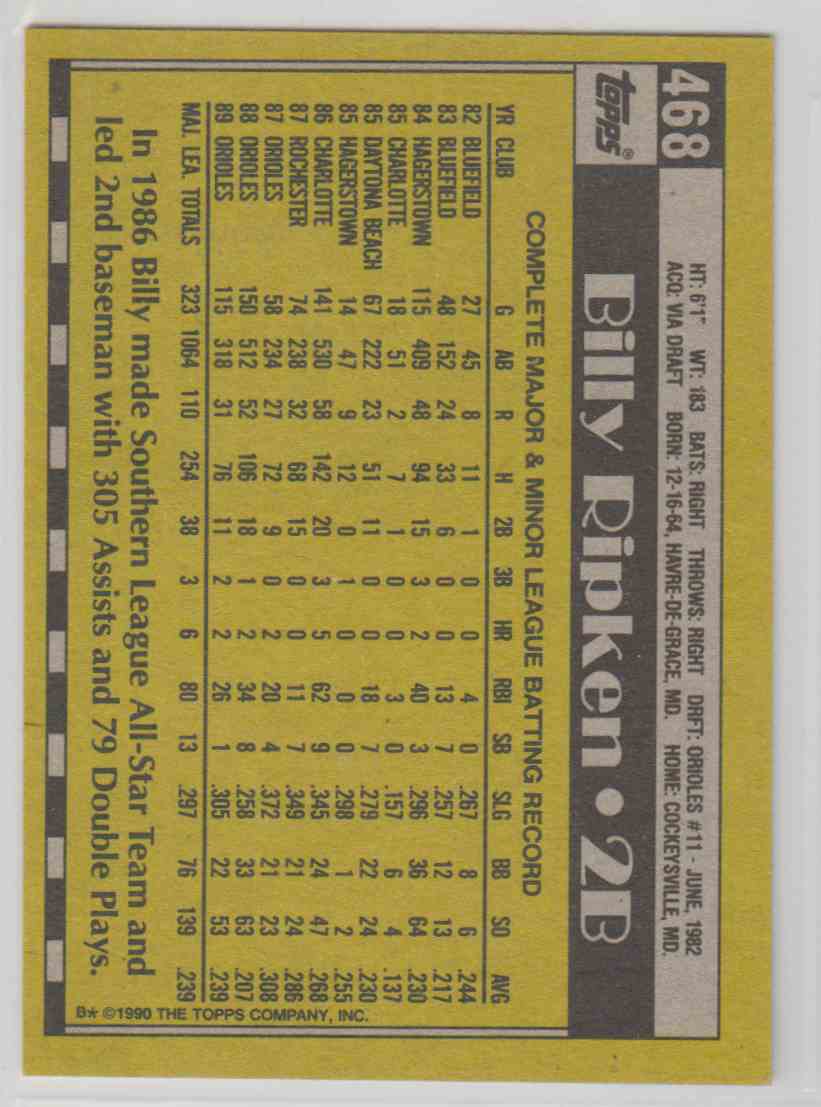 468
HT: 6'1" WT: 183 BATS: RIGHT THROWS: RIGHT DRFT: ORIOLES #11 - JUNE, 1982
ACQ: VIA DRAFT BORN: 12-16-64, HAVRE-DE-GRACE, MD. HOME: COCKEYSVILLE, MD.
TOPPS®
Billy Ripken • 2B
COMPLETE MAJOR & MINOR LEAGUE BATTING RECORD
YR CLUB G AB R H 2B 3B HR RBI SB SLG BB SO AVG
82 BLUEFIELD 27 45 8 11 1 0 0 4 0 .267 8 6 .244
83 BLUEFIELD 48 152 24 33 6 0 0 13 7 .257 12 13 .217
84 HAGERSTOWN 115 409 48 94 15 3 2 40 3 .296 36 64 .230
85 CHARLOTTE 18 51 2 7 1 0 0 3 0 .157 6 4 .137
85 DAYTONA BEACH 67 222 23 51 11 0 0 18 7 .279 22 24 .230
85 HAGERSTOWN 14 47 9 12 0 1 0 0 0 .298 1 2 .255
86 CHARLOTTE 141 530 58 142 20 3 5 62 9 .345 24 47 .268
87 ROCHESTER 74 238 32 68 15 0 0 11 7 .349 21 24 .286
87 ORIOLES 58 234 27 72 9 0 2 20 4 .372 21 23 .308
88 ORIOLES 150 512 52 106 18 1 2 34 8 .258 33 63 .207
89 ORIOLES 115 318 31 76 11 2 2 26 1 .305 22 53 .239
MAJ. LEA. TOTALS 323 1064 110 254 38 3 6 80 13 .297 76 139 .239
In 1986 Billy made Southern League All-Star Team and
led 2nd baseman with 305 Assists and 79 Double Plays.
B* ©1990 THE TOPPS COMPANY, INC.